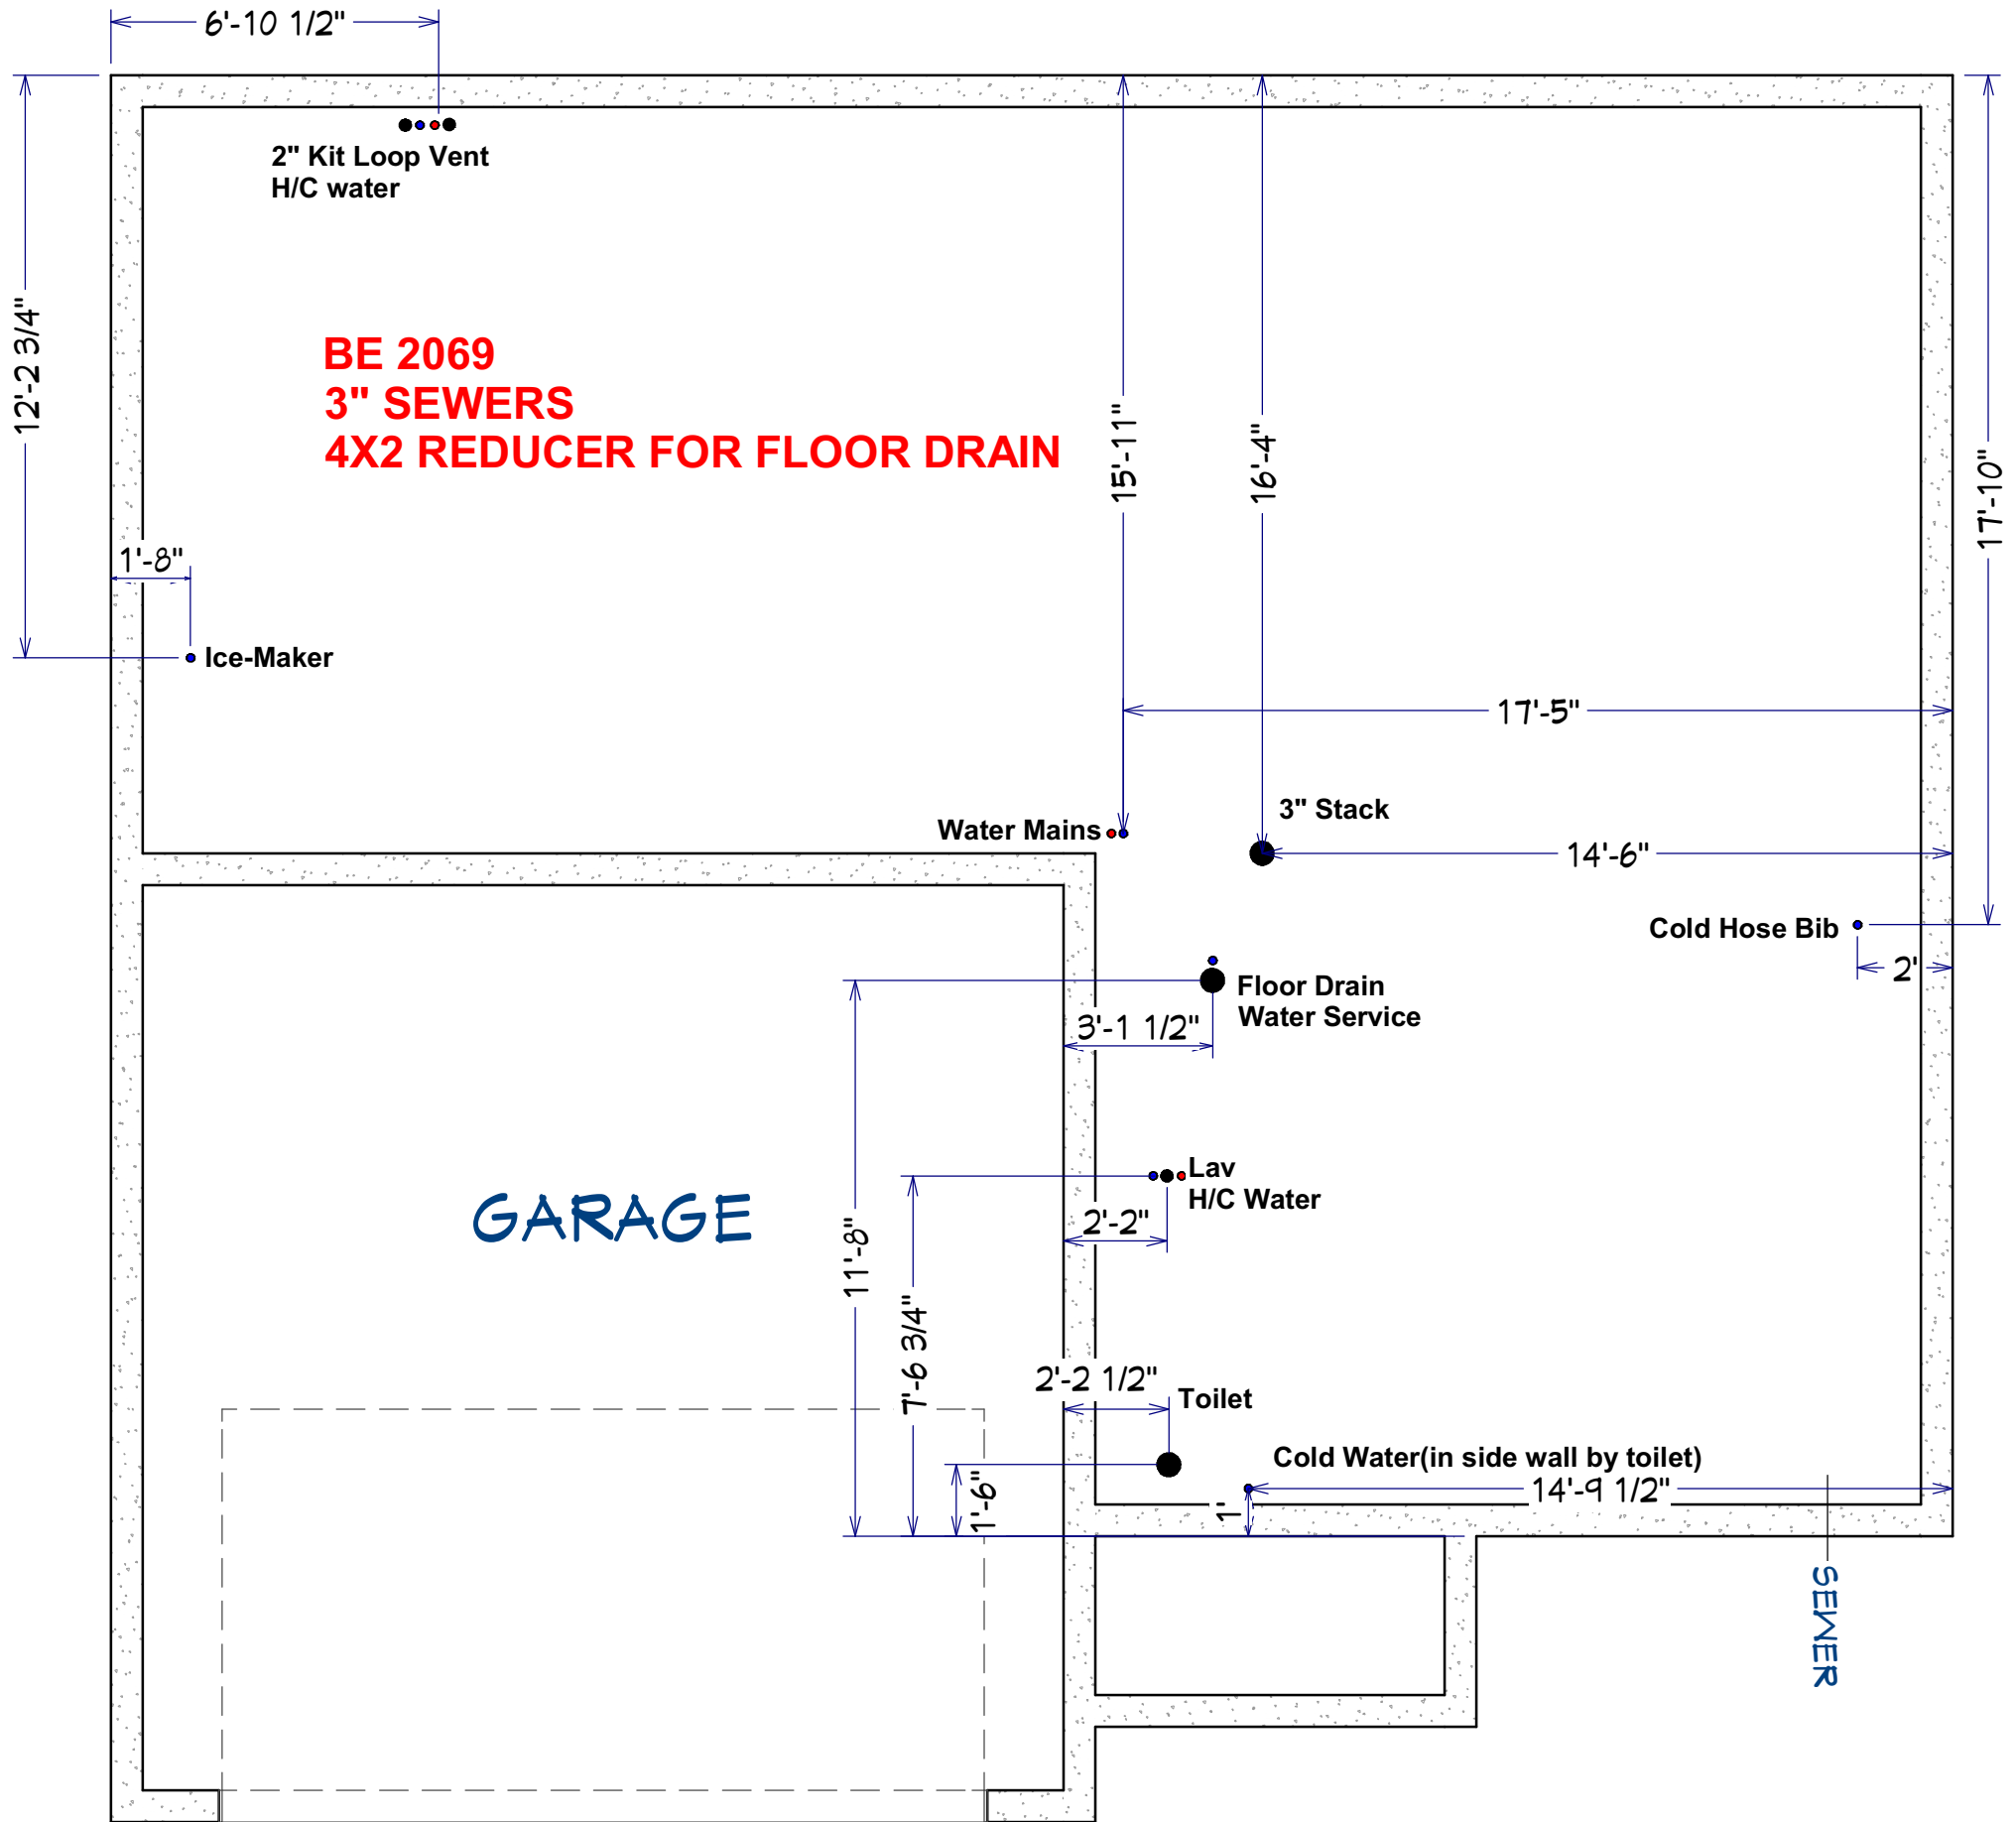 6'-10 1/2"
2" Kit Loop Vent
H/C water
12'-2 3/4"
BE 2069
3" SEWERS
4X2 REDUCER FOR FLOOR DRAIN
15'-11"
16'-4"
17'-10"
1'-8"
Ice-Maker
17'-5"
3" Stack
Water Mains
14'-6"
Cold Hose Bib
2'
Floor Drain
Water Service
3'-1 1/2"
Lav
H/C Water
2'-2"
GARAGE
11'-8"
7'-6 3/4"
2'-2 1/2"
Toilet
Cold Water(in side wall by toilet)
14'-9 1/2"
1'-6"
1'
SEWER